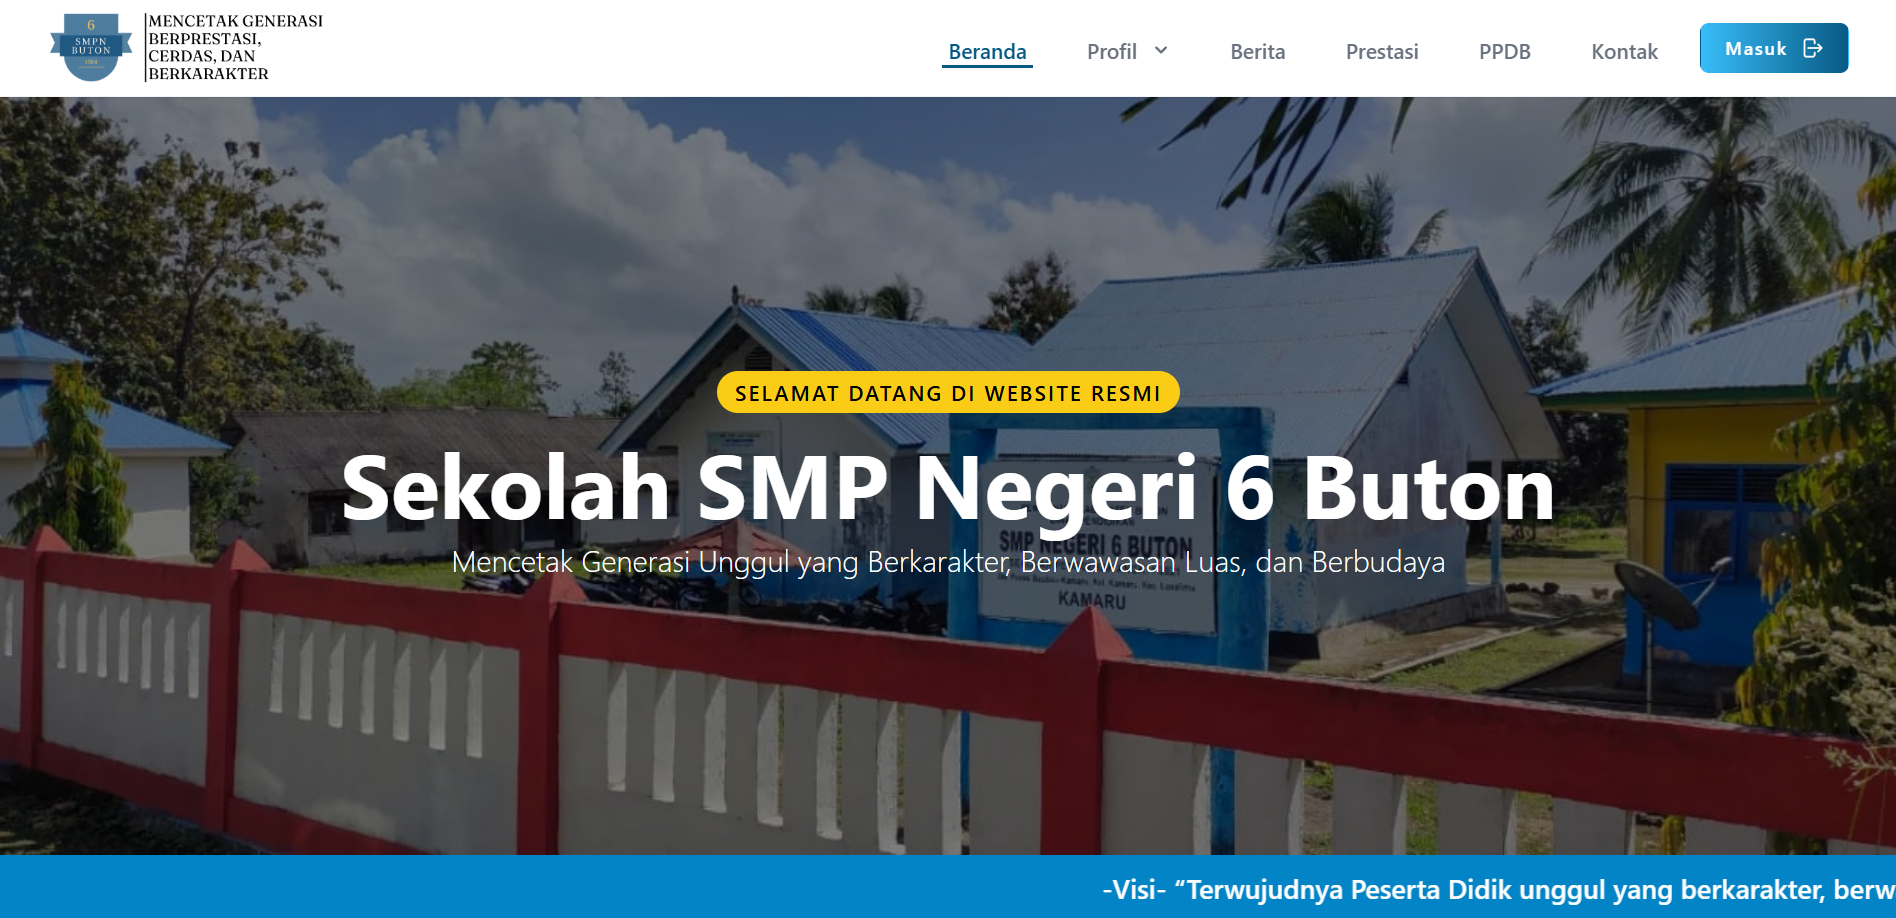 6
SMPN
BUTON
MENCETAK GENERASI
BERPRESTASI,
CERDAS, DAN
BERKARAKTER
Beranda
Profil
Berita
Prestasi
PPDB
Kontak
Masuk
SELAMAT DATANG DI WEBSITE RESMI
Sekolah SMP Negeri 6 Buton
PENDIDIKAN
SMP NEGERI 6 BUTON
Mencetak Generasi Unggul yang Berkarakter, Berwawasan Luas, dan Berbudaya
KAMARU
-Visi- “Terwujudnya Peserta Didik unggul yang berkarakter, berw